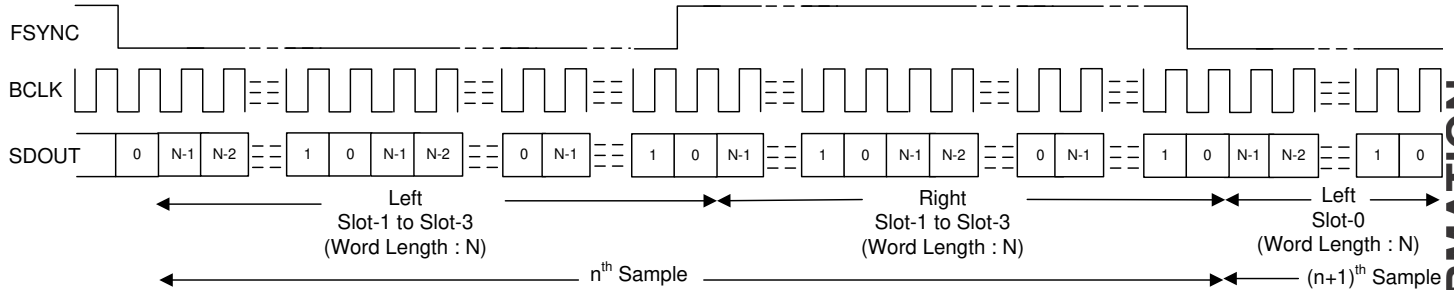 FSYNC
BCLK
SDOUT 0 N-1 N-2 1 0 N-1 N-2 0 N-1 1 0 N-1 1 0 N-1 N-2 0 N-1 1 0 N-1 N-2 1 0
Left Right Left
Slot-1 to Slot-3 Slot-1 to Slot-3 Slot-0
(Word Length : N) (Word Length : N) (Word Length : N)
nth Sample (n+1)th Sample